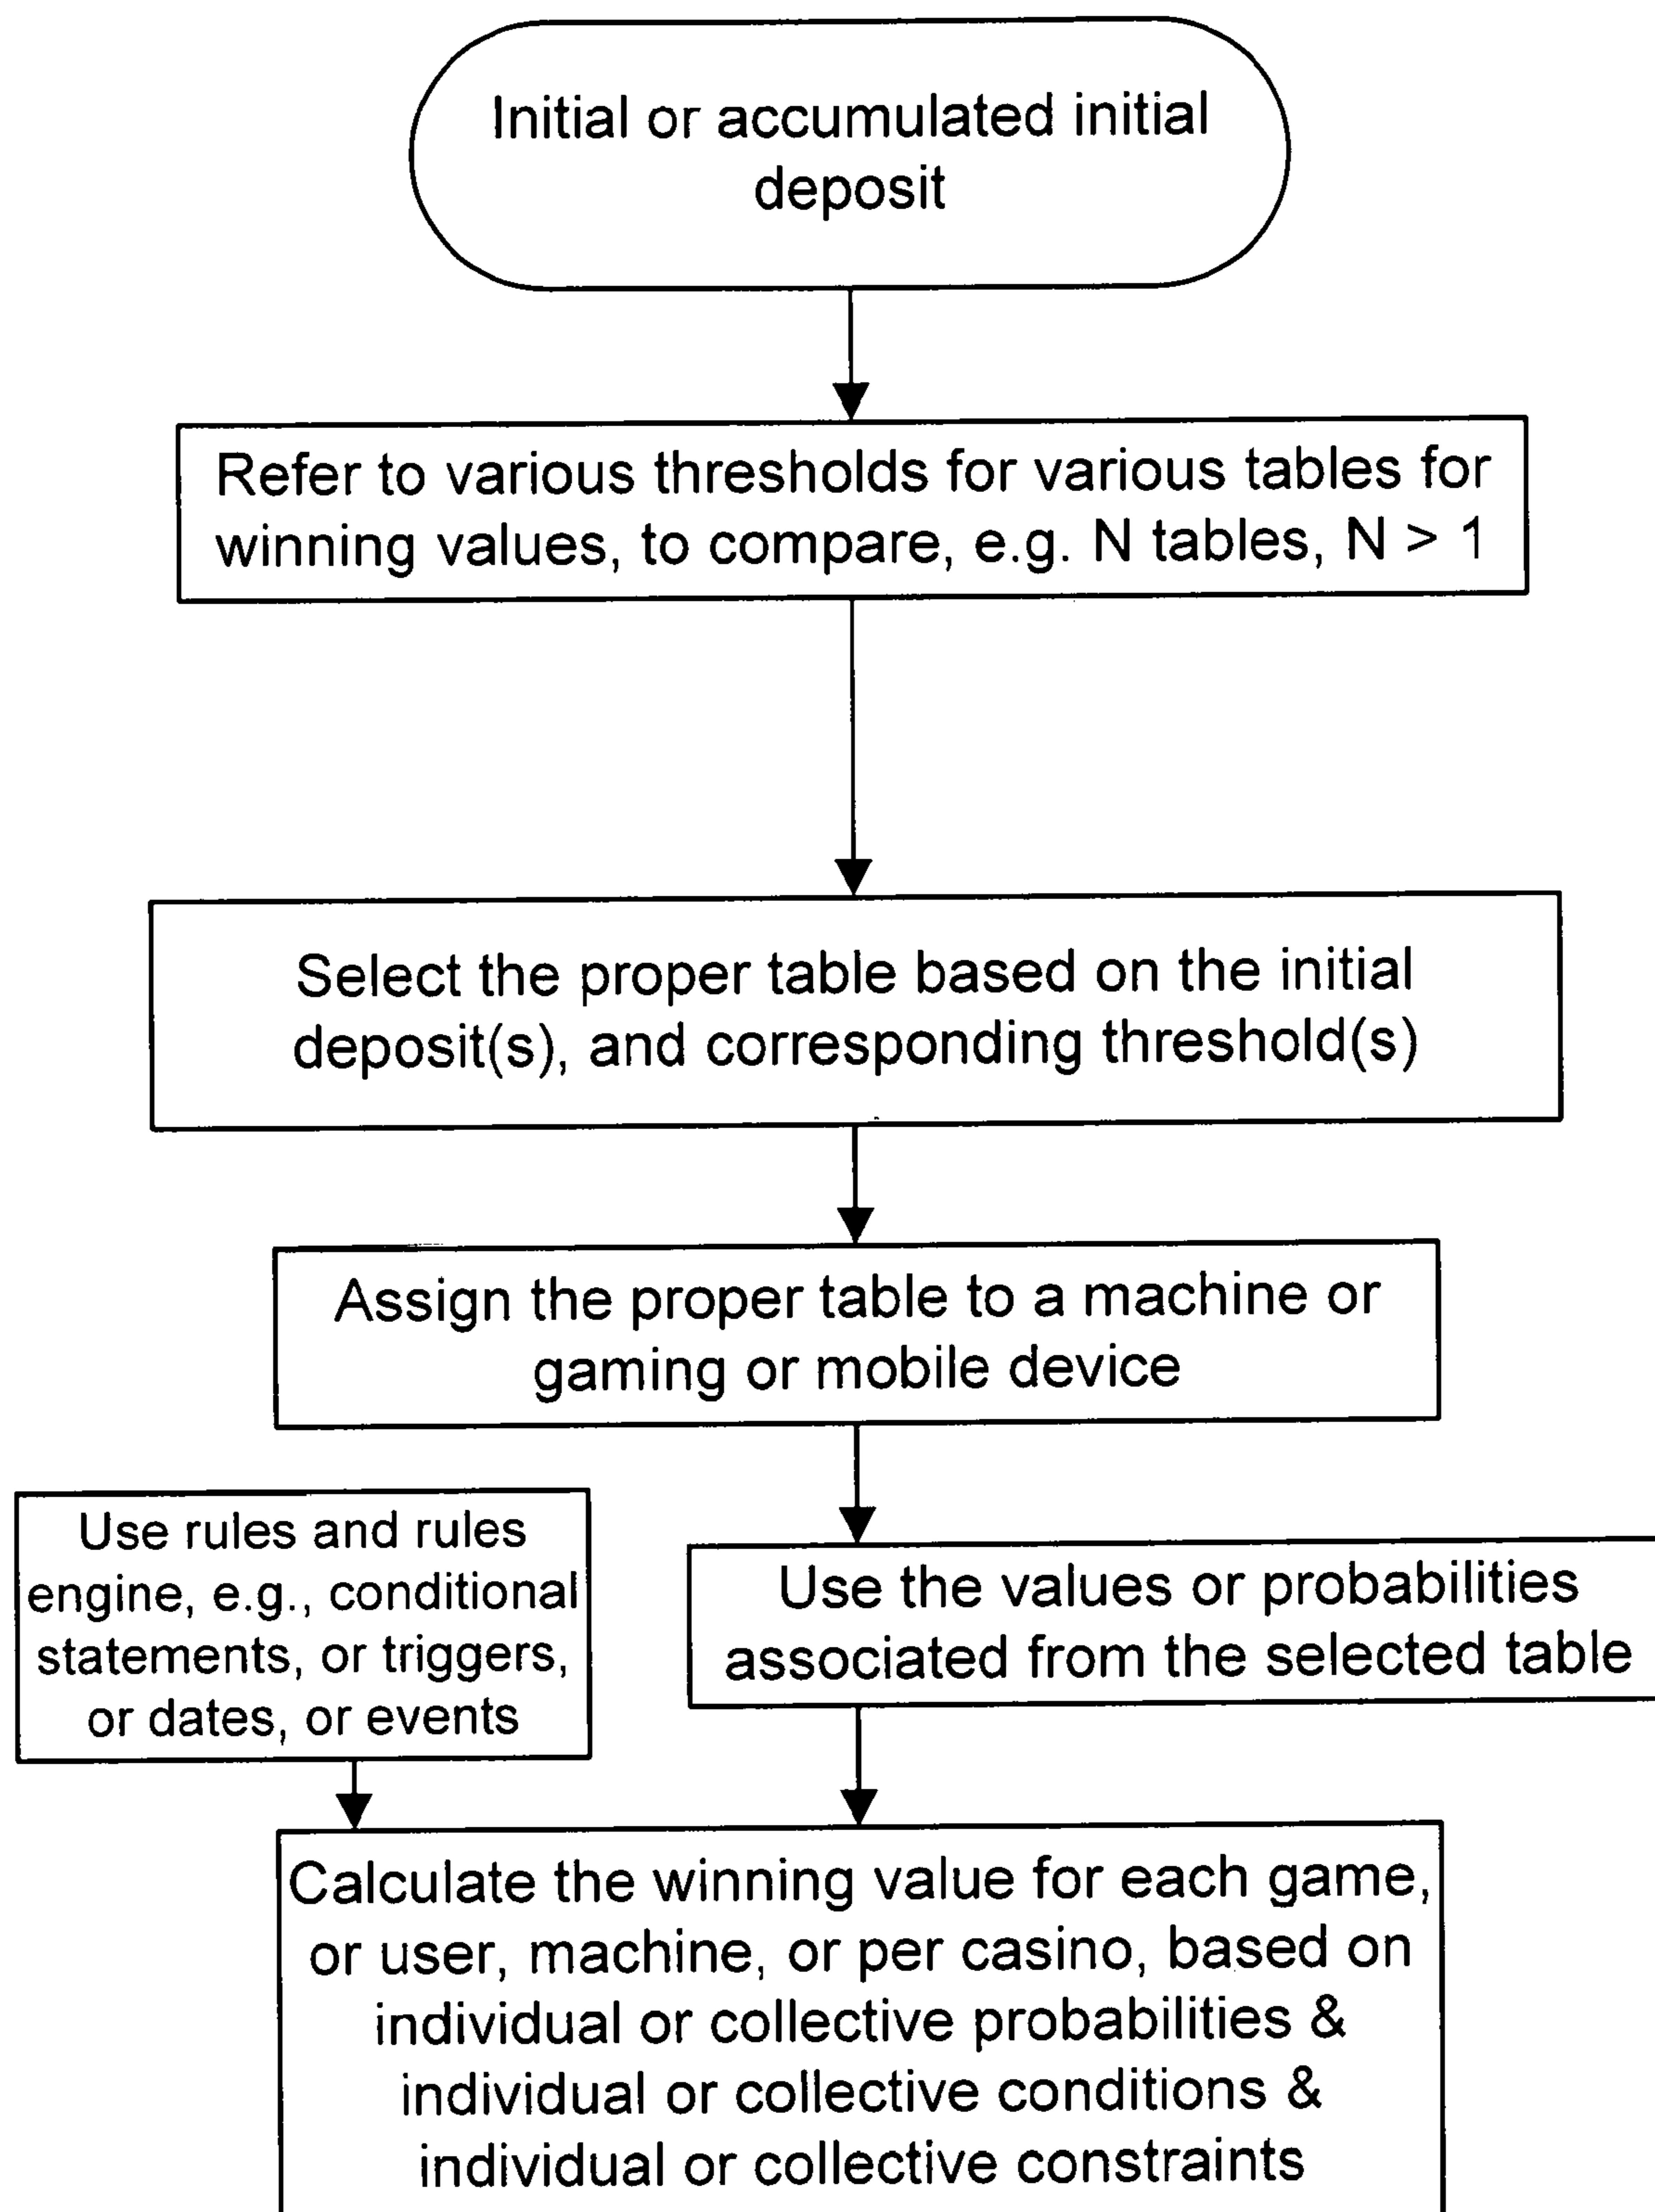 Initial or accumulated initial
deposit
Refer to various thresholds for various tables for
winning values, to compare, e.g. N tables, N > 1
Select the proper table based on the initial
deposit(s), and corresponding threshold(s)
Assign the proper table to a machine or
gaming or mobile device
Use rules and rules
engine, e.g., conditional
statements, or triggers,
or dates, or events
Use the values or probabilities
associated from the selected table
Calculate the winning value for each game,
or user, machine, or per casino, based on
individual or collective probabilities &
individual or collective conditions &
individual or collective constraints